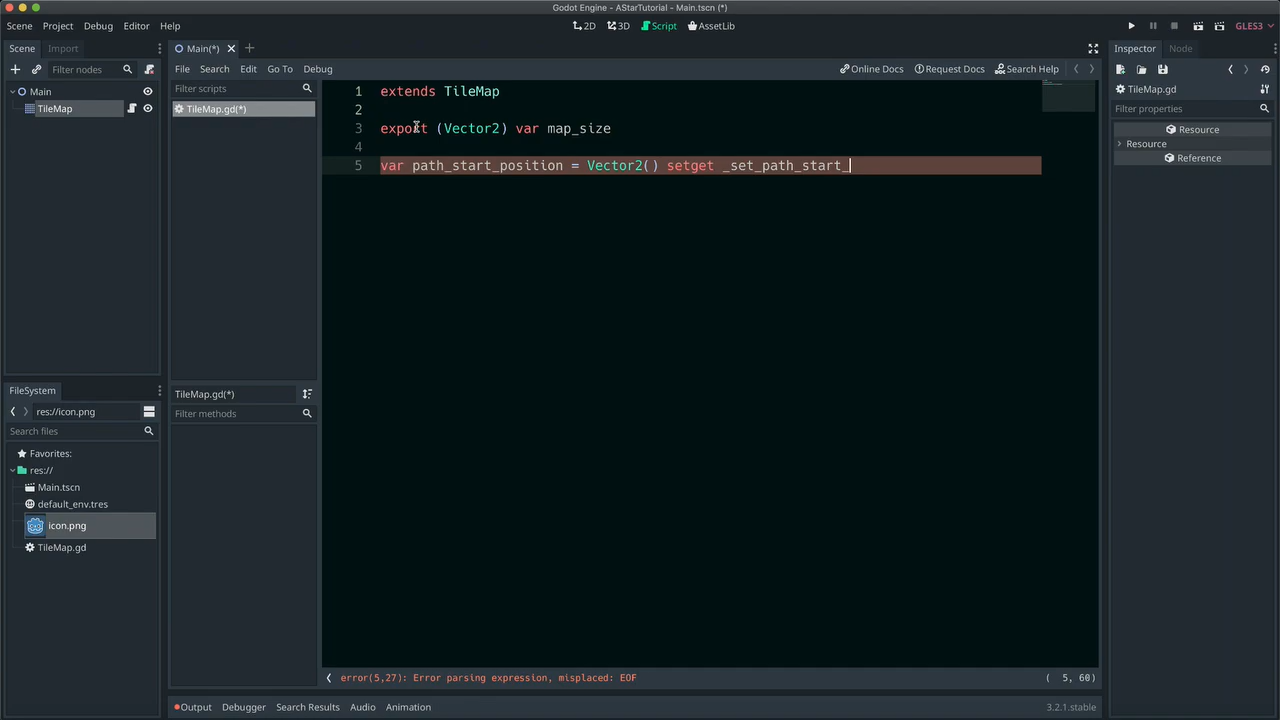 Godot Engine - AStarTutorial - Main.tscn (*)
Scene Project Debug Editor Help
2D 3D Script AssetLib
GLES3
Scene Import
Filter nodes
Main
TileMap
Main(*)
File Search Edit Go To Debug
Online Docs Request Docs Search Help
Filter scripts
TileMap.gd(*)
TileMap.gd(*)
Filter methods
1 extends TileMap
2
3 export (Vector2) var map_size
4
5 var path_start_position = Vector2() setget _set_path_start_
error(5,27): Error parsing expression, misplaced: EOF
( 5, 60)
Output Debugger Search Results Audio Animation
3.2.1.stable
FileSystem
res://icon.png
Search files
Favorites:
res://
Main.tscn
default_env.tres
icon.png
TileMap.gd
Inspector Node
TileMap.gd
Filter properties
Resource
Resource
Reference